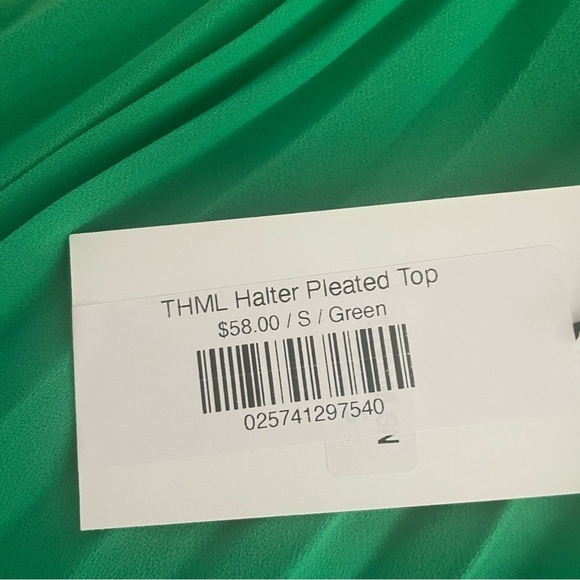 THML Halter Pleated Top
$58.00 / S / Green
025741297540